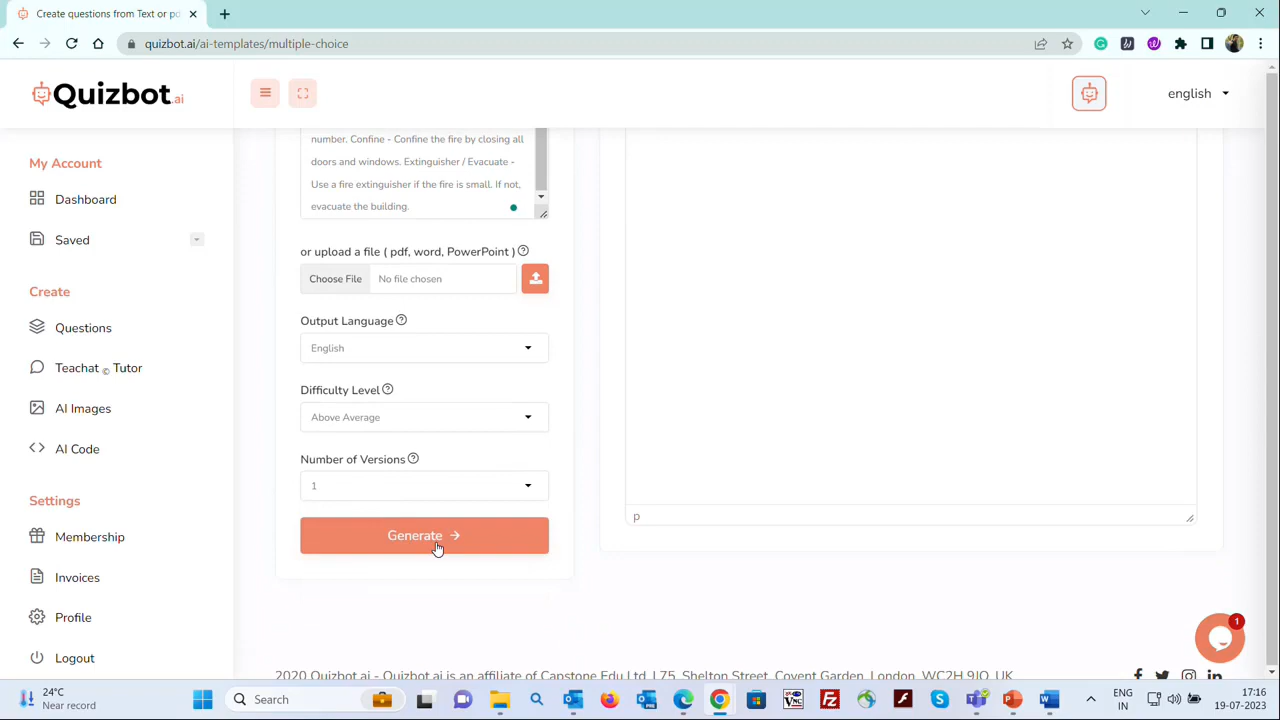 Create questions from Text or pd
quizbot.ai/ai-templates/multiple-choice
Quizbot.ai
english
My Account
Dashboard
Saved
Create
Questions
Teachat © Tutor
AI Images
AI Code
Settings
Membership
Invoices
Profile
Logout
number. Confine - Confine the fire by closing all
doors and windows. Extinguisher / Evacuate -
Use a fire extinguisher if the fire is small. If not,
evacuate the building.
or upload a file ( pdf, word, PowerPoint )
Choose File No file chosen
Output Language
English
Difficulty Level
Above Average
Number of Versions
1
Generate →
p
1
2020 Quizbot.ai - Quizbot.ai is an affiliate of Capstone Edu Ltd, L75, Shelton Street, Covent Garden, London, WC2H 9JQ, UK
24°C
Near record
Search
ENG
IN
17:16
19-07-2023